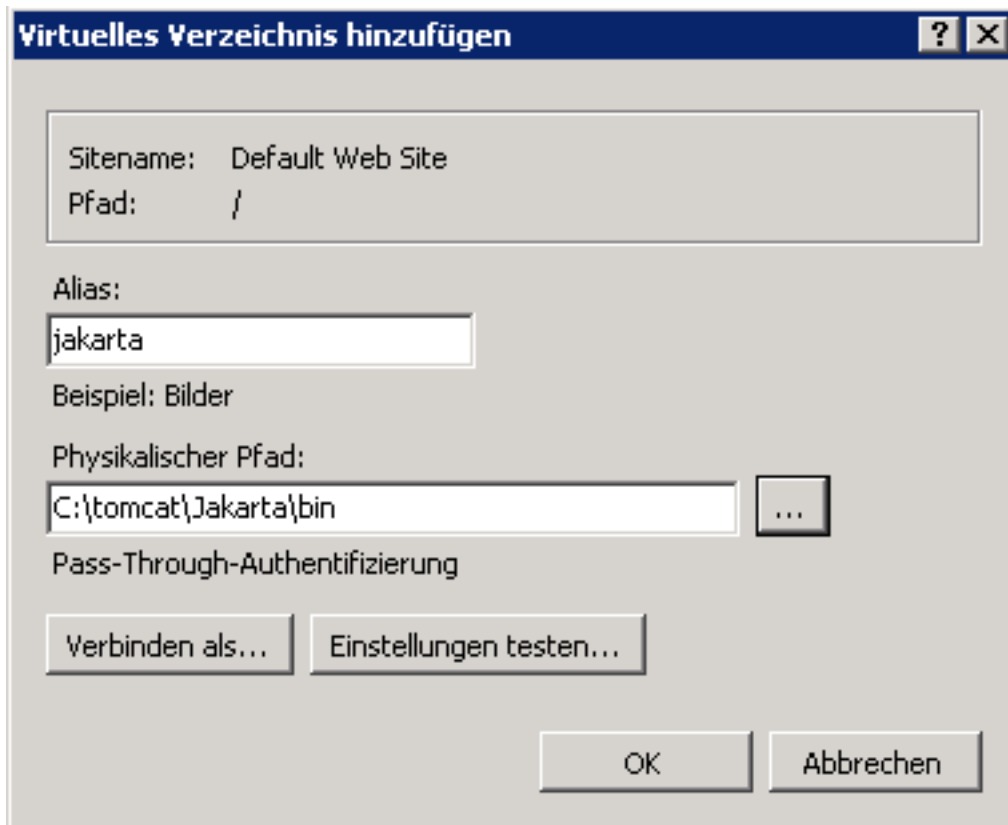 Virtuelles Verzeichnis hinzufügen
Sitename: Default Web Site
Pfad: /
Alias:
jakarta
Beispiel: Bilder
Physikalischer Pfad:
C:\tomcat\Jakarta\bin
...
Pass-Through-Authentifizierung
Verbinden als... Einstellungen testen...
OK Abbrechen